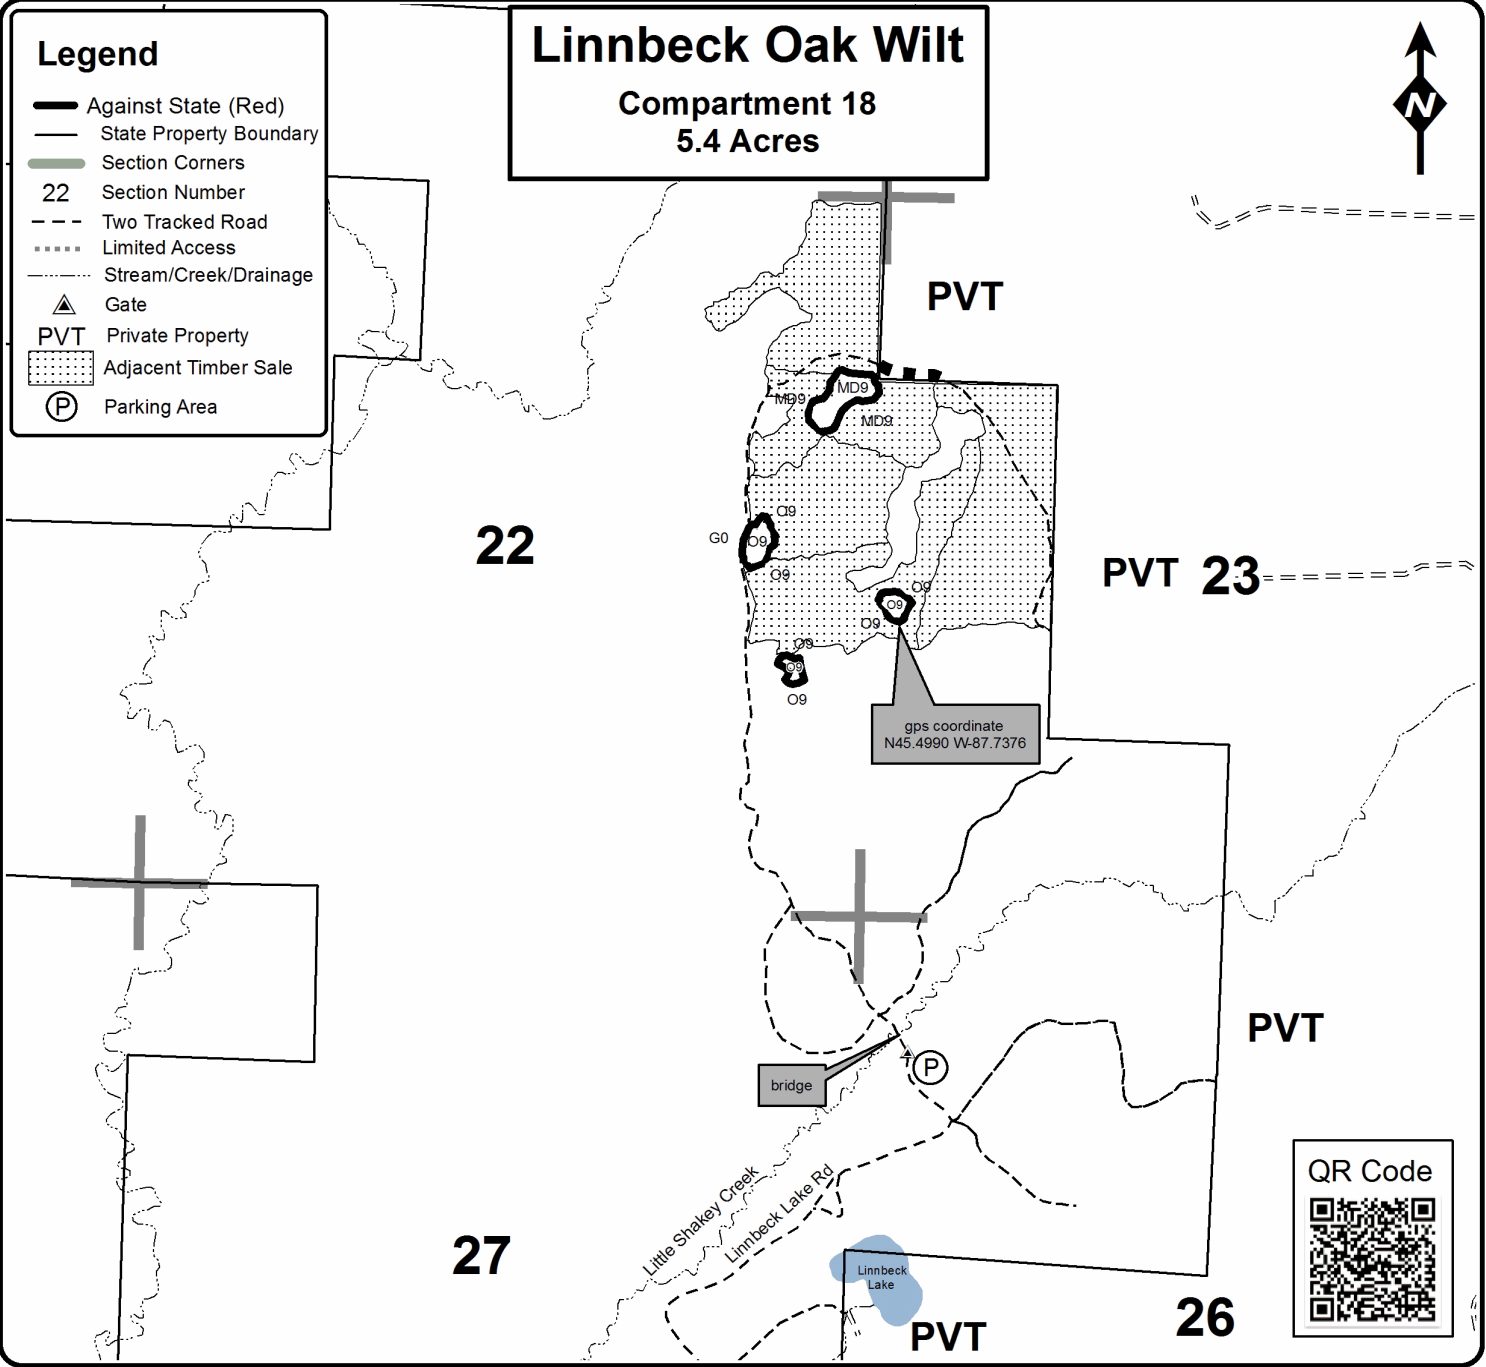 Linnbeck Oak Wilt
Compartment 18
5.4 Acres
Legend
Against State (Red)
State Property Boundary
Section Corners
22 Section Number
Two Tracked Road
Limited Access
Stream/Creek/Drainage
Gate
PVT Private Property
Adjacent Timber Sale
P Parking Area
N
PVT
MD9
MD9
MD9
22
O9
G0
O9
O9
PVT 23
O9
O9
O9
O9
O9
O9
gps coordinate
N45.4990 W-87.7376
PVT
P
bridge
Little Shakey Creek
Linnbeck Lake Rd
QR Code
27
Linnbeck
Lake
26
PVT